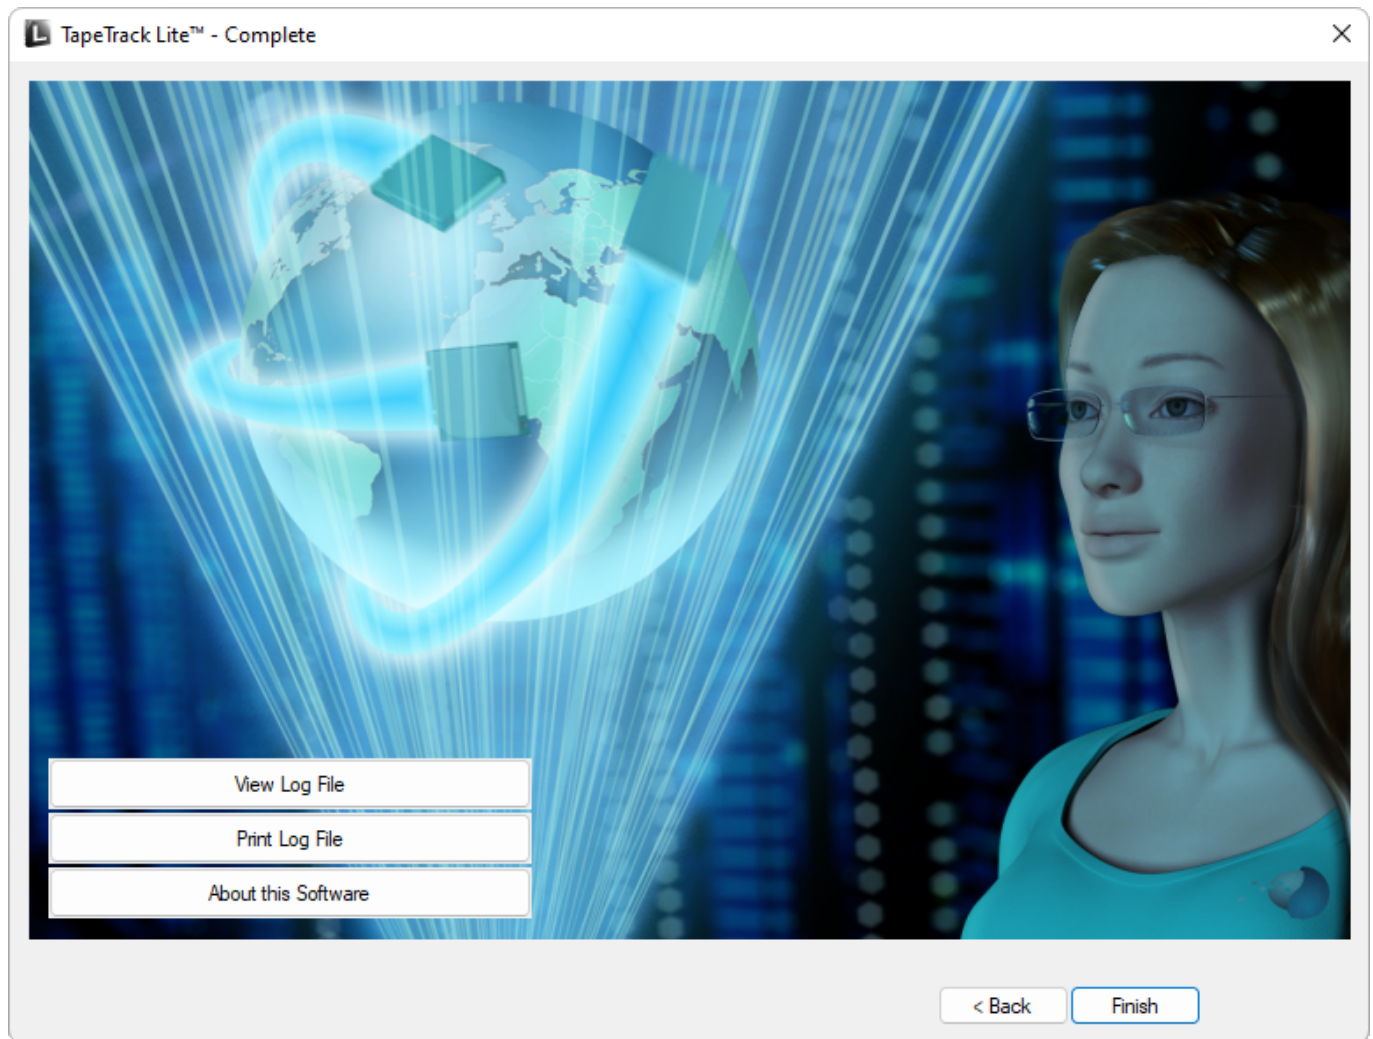 TapeTrack Lite™ - Complete
View Log File
Print Log File
About this Software
< Back
Finish